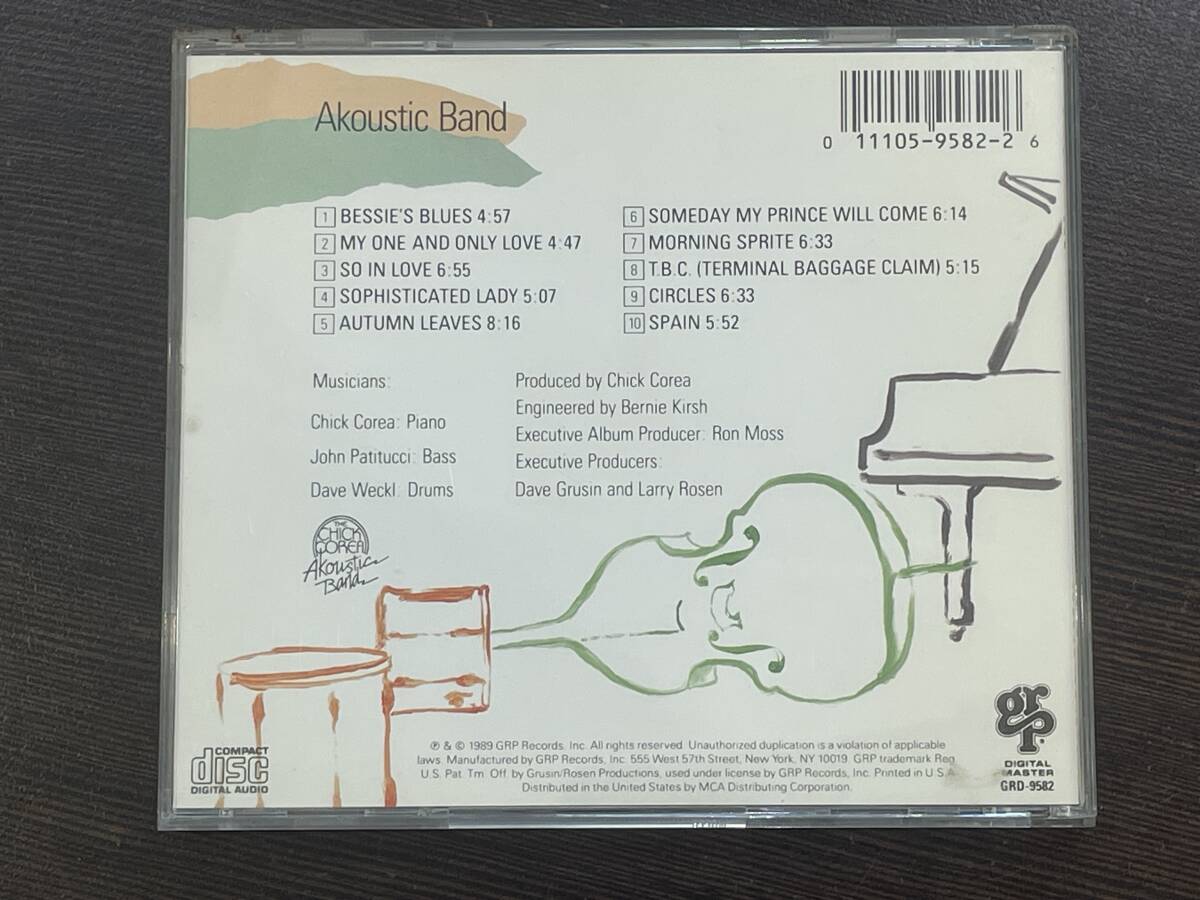 Akoustic Band
0 11105-9582-2 6
1 BESSIE'S BLUES 4:57
2 MY ONE AND ONLY LOVE 4:47
3 SO IN LOVE 6:55
4 SOPHISTICATED LADY 5:07
5 AUTUMN LEAVES 8:16
6 SOMEDAY MY PRINCE WILL COME 6:14
7 MORNING SPRITE 6:33
8 T.B.C. (TERMINAL BAGGAGE CLAIM) 5:15
9 CIRCLES 6:33
10 SPAIN 5:52
Musicians:
Chick Corea: Piano
John Patitucci: Bass
Dave Weckl: Drums
Produced by Chick Corea
Engineered by Bernie Kirsh
Executive Album Producer: Ron Moss
Executive Producers:
Dave Grusin and Larry Rosen
THE
CHICK
COREA
Akoustic
Band
COMPACT
disc
DIGITAL AUDIO
℗ & © 1989 GRP Records, Inc. All rights reserved. Unauthorized duplication is a violation of applicable
laws. Manufactured by GRP Records, Inc. 555 West 57th Street, New York, NY 10019. GRP trademark Reg.
U.S. Pat. Tm. Off. by Grusin/Rosen Productions, used under license by GRP Records, Inc. Printed in U.S.A.
Distributed in the United States by MCA Distributing Corporation.
grp
DIGITAL
MASTER
GRD-9582